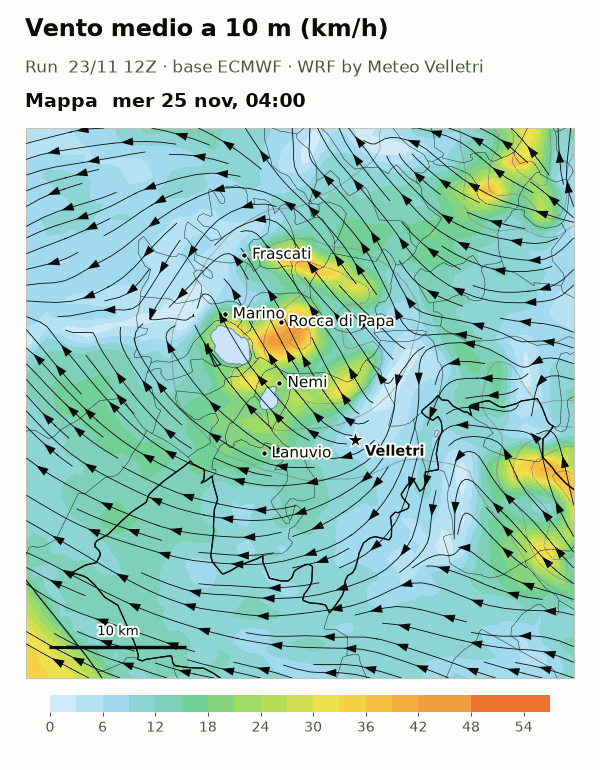 Vento medio a 10 m (km/h)
Run  23/11 12Z · base ECMWF · WRF by Meteo Velletri
Mappa  mer 25 nov, 04:00
Frascati
Marino
Rocca di Papa
Nemi
Velletri
Lanuvio
10 km
0 6 12 18 24 30 36 42 48 54